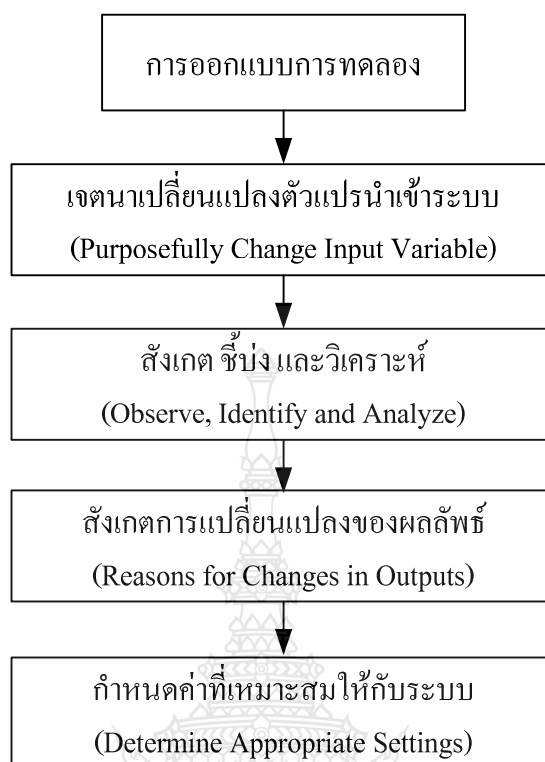 การออกแบบการทดลอง
เจตนาเปลี่ยนแปลงตัวแปรนำเข้าระบบ
(Purposefully Change Input Variable)
สังเกต ชี้บ่ง และวิเคราะห์
(Observe, Identify and Analyze)
สังเกตการเปลี่ยนแปลงของผลลัพธ์
(Reasons for Changes in Outputs)
กำหนดค่าที่เหมาะสมให้กับระบบ
(Determine Appropriate Settings)